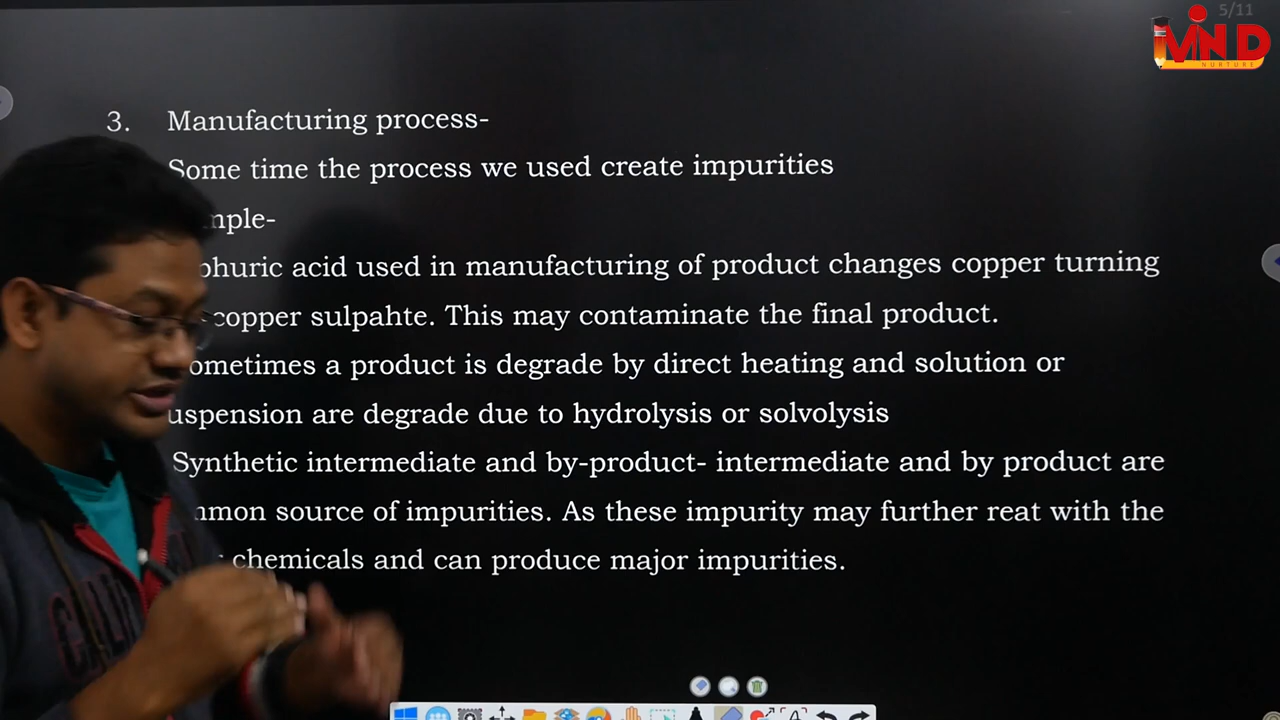 5/11
MIND
NURTURE
3. Manufacturing process-
Some time the process we used create impurities
mple-
phuric acid used in manufacturing of product changes copper turning
copper sulpahte. This may contaminate the final product.
ometimes a product is degrade by direct heating and solution or
uspension are degrade due to hydrolysis or solvolysis
Synthetic intermediate and by-product- intermediate and by product are
mmon source of impurities. As these impurity may further reat with the
chemicals and can produce major impurities.
CALI